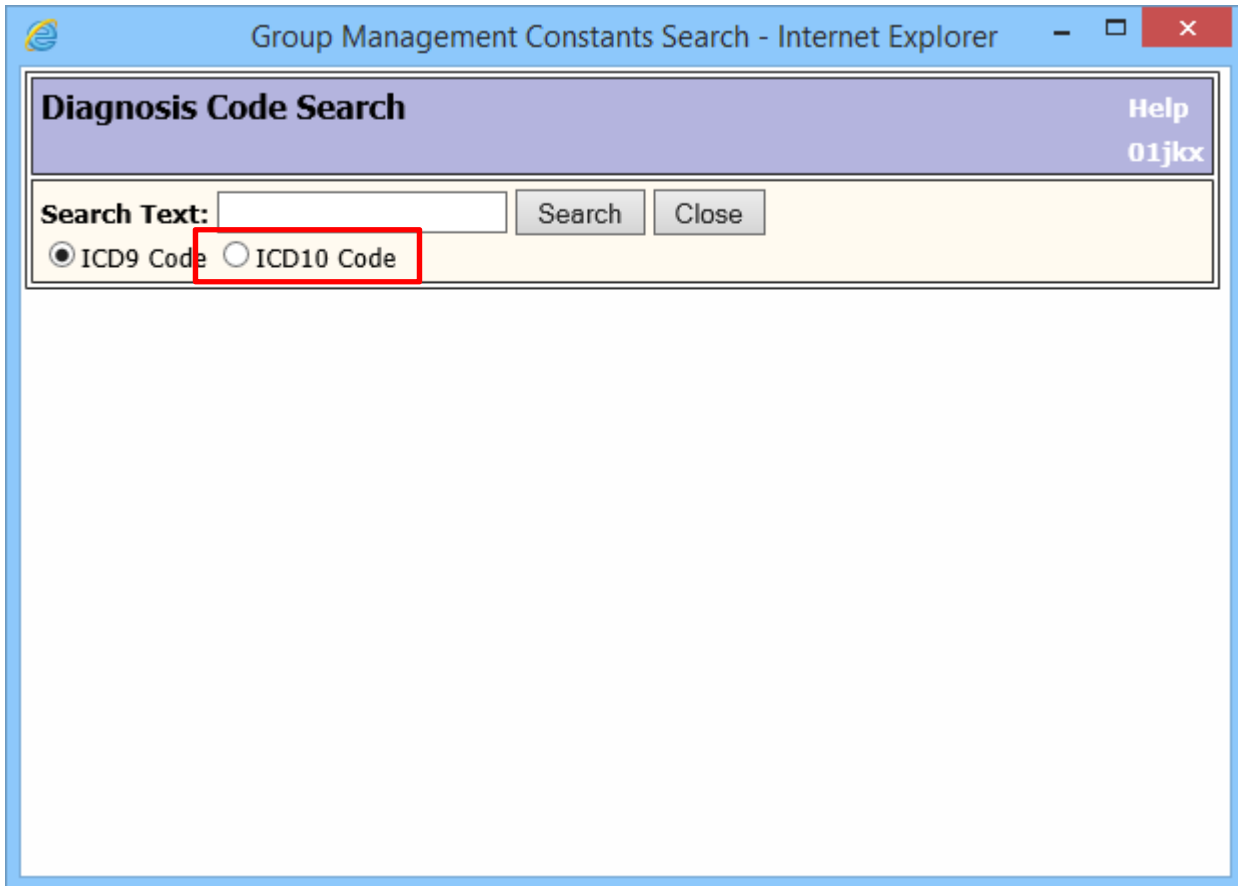 Group Management Constants Search - Internet Explorer
Diagnosis Code Search Help
01jkx
Search Text: Search Close
ICD9 Code ICD10 Code